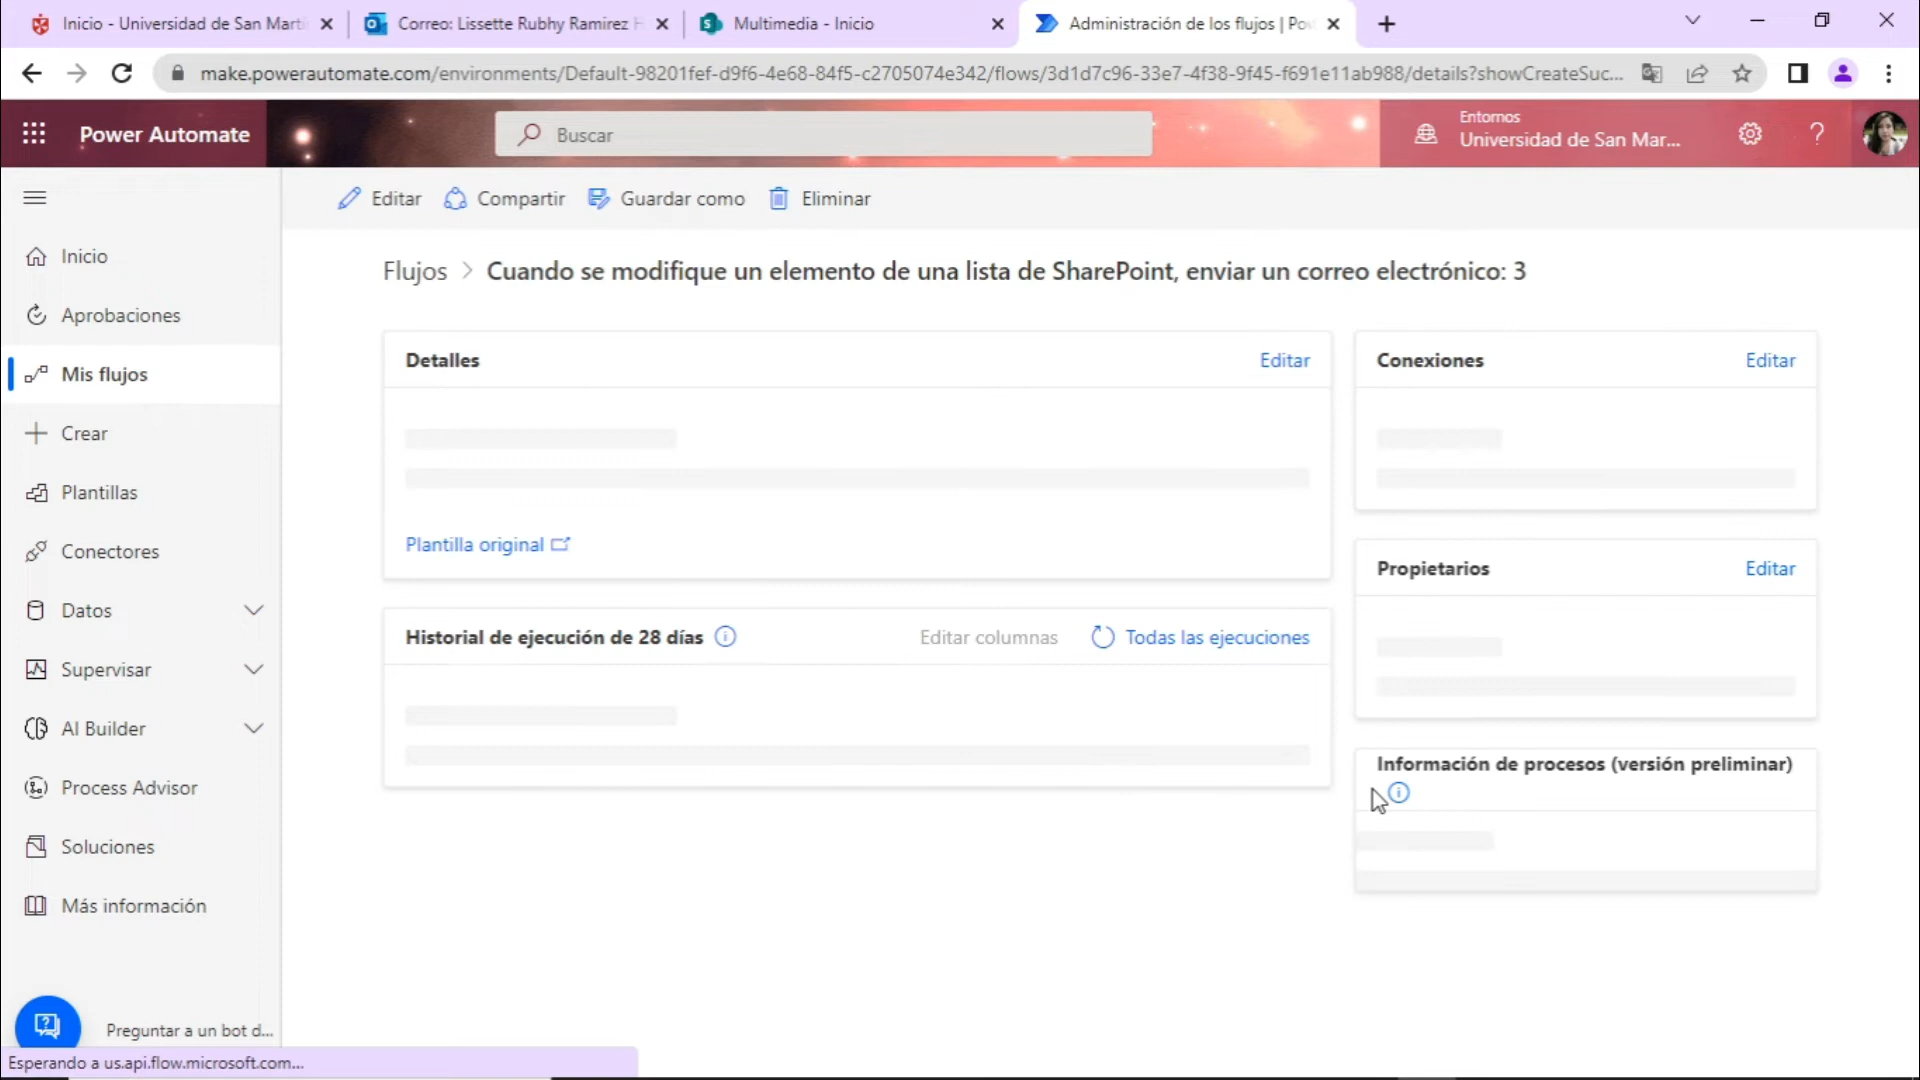 Inicio - Universidad de San Martí
Correo: Lissette Rubhy Ramirez H
Multimedia - Inicio
Administración de los flujos | Pow
make.powerautomate.com/environments/Default-98201fef-d9f6-4e68-84f5-c2705074e342/flows/3d1d7c96-33e7-4f38-9f45-f691e11ab988/details?showCreateSuc...
Power Automate
Buscar
Entornos
Universidad de San Mar...
Editar
Compartir
Guardar como
Eliminar
Inicio
Aprobaciones
Mis flujos
Crear
Plantillas
Conectores
Datos
Supervisar
AI Builder
Process Advisor
Soluciones
Más información
Preguntar a un bot d...
Esperando a us.api.flow.microsoft.com...
Flujos > Cuando se modifique un elemento de una lista de SharePoint, enviar un correo electrónico: 3
Detalles
Editar
Plantilla original
Historial de ejecución de 28 días
Editar columnas
Todas las ejecuciones
Conexiones
Editar
Propietarios
Editar
Información de procesos (versión preliminar)